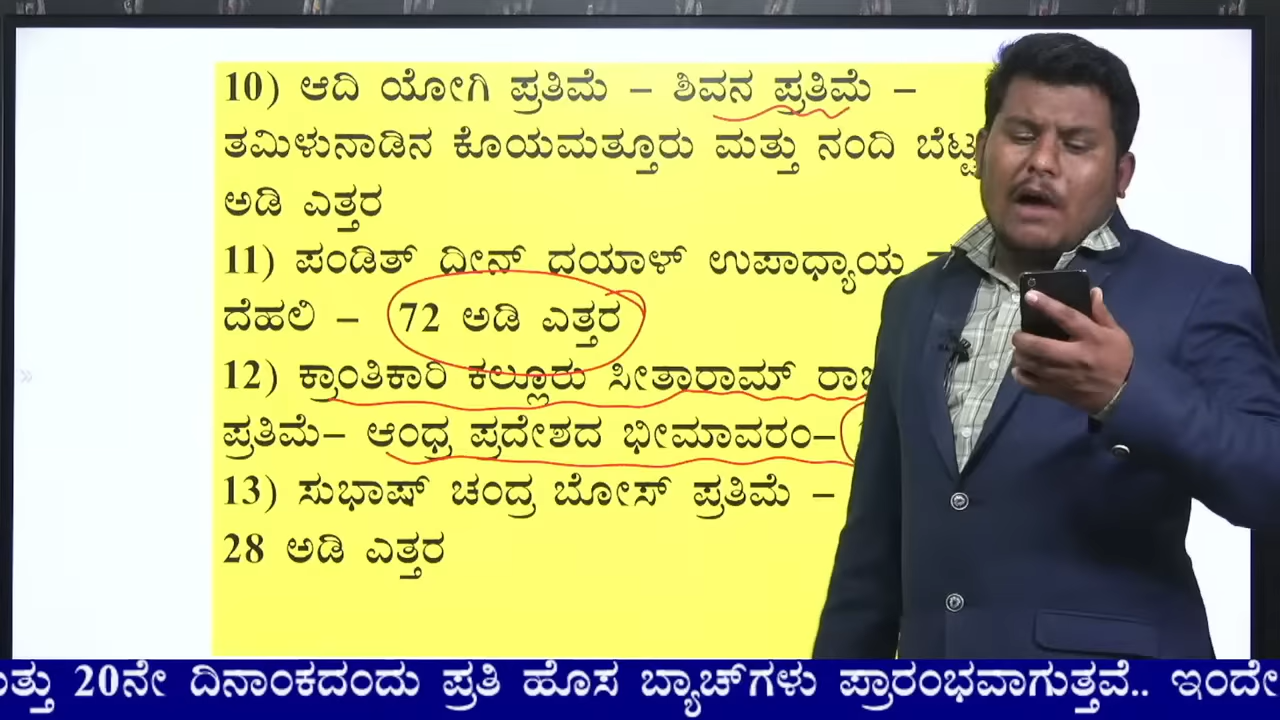 10) ಆದಿ ಯೋಗಿ ಪ್ರತಿಮೆ – ಶಿವನ ಪ್ರತಿಮೆ –
ತಮಿಳುನಾಡಿನ ಕೊಯಮತ್ತೂರು ಮತ್ತು ನಂದಿ ಬೆಟ್ಟ
ಅಡಿ ಎತ್ತರ
11) ಪಂಡಿತ್ ದೀನ್ ದಯಾಳ್ ಉಪಾಧ್ಯಾಯ
ದೆಹಲಿ – 72 ಅಡಿ ಎತ್ತರ
12) ಕ್ರಾಂತಿಕಾರಿ ಕಲ್ಲೂರು ಸೀತಾರಾಮ್
ಪ್ರತಿಮೆ– ಆಂಧ್ರ ಪ್ರದೇಶದ ಭೀಮಾವರಂ–
13) ಸುಭಾಷ್ ಚಂದ್ರ ಬೋಸ್ ಪ್ರತಿಮೆ –
28 ಅಡಿ ಎತ್ತರ
20ನೇ ದಿನಾಂಕದಂದು ಪ್ರತಿ ಹೊಸ ಬ್ಯಾಚ್‌ಗಳು ಪ್ರಾರಂಭವಾಗುತ್ತವೆ.. ಇಂದೇ